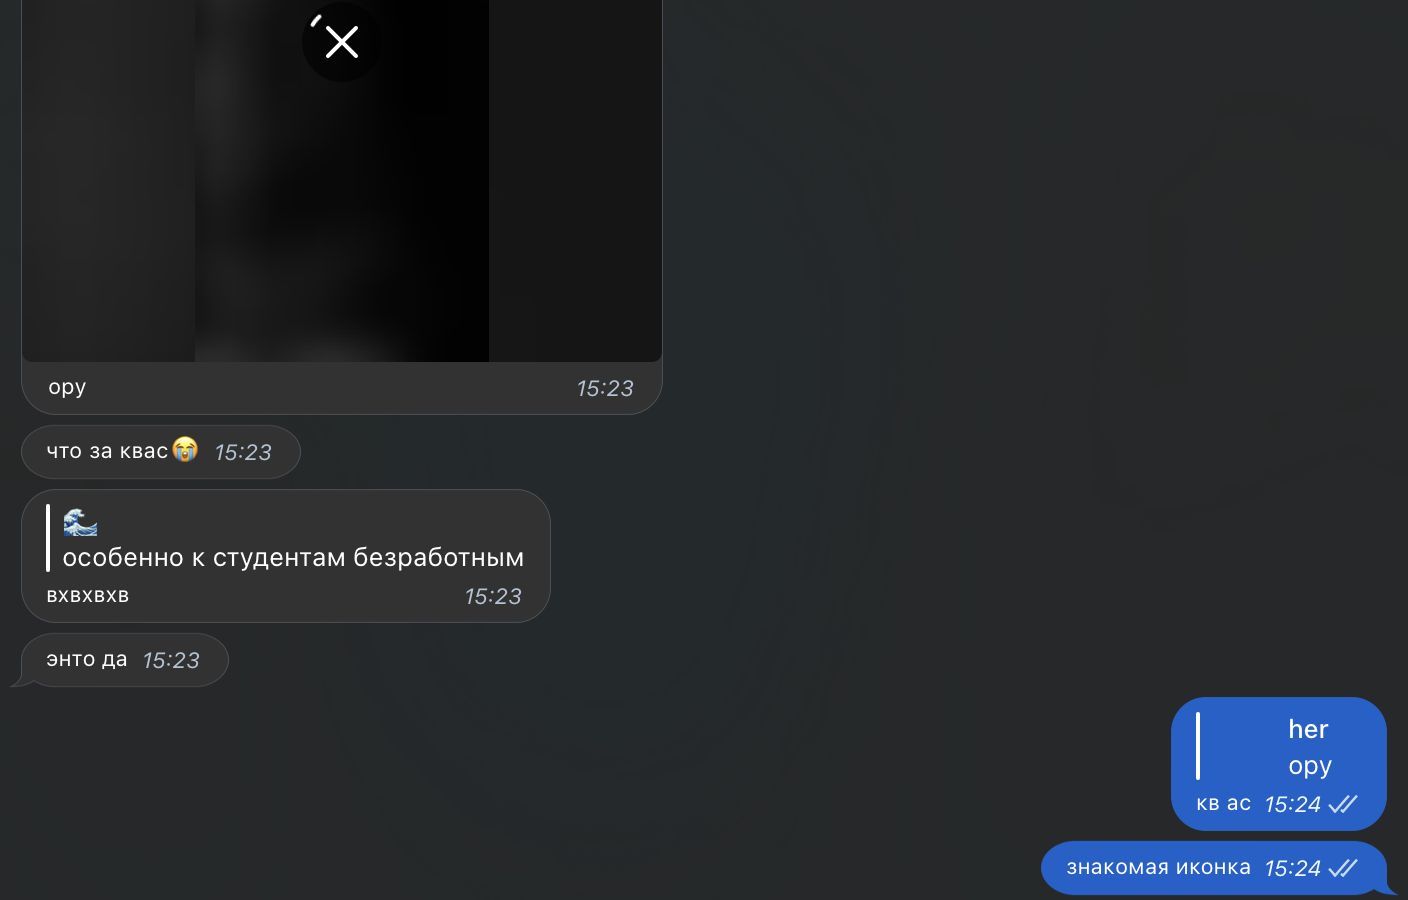 ору
15:23
что за квас😭 15:23
🌊
особенно к студентам безработным
вхвхвхв 15:23
энто да 15:23
her
ору
кв ас 15:24
знакомая иконка 15:24